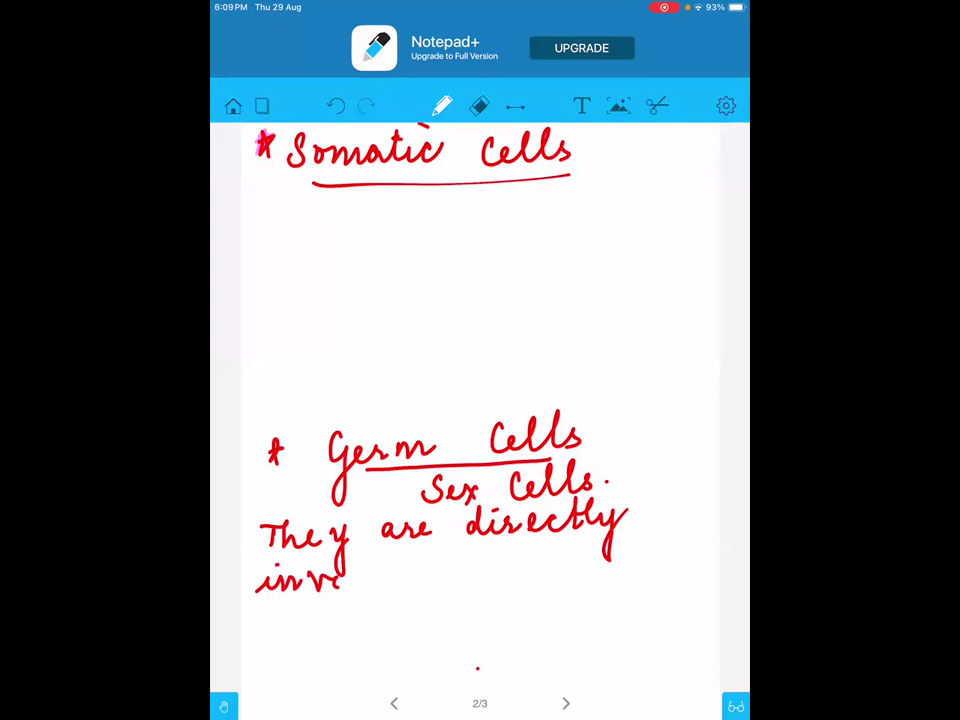 6:09 PM Thu 29 Aug 93%
Notepad+
Upgrade to Full Version
UPGRADE
T
* Somatic Cells
* Germ Cells
Sex Cells.
They are directly
inve
2/3